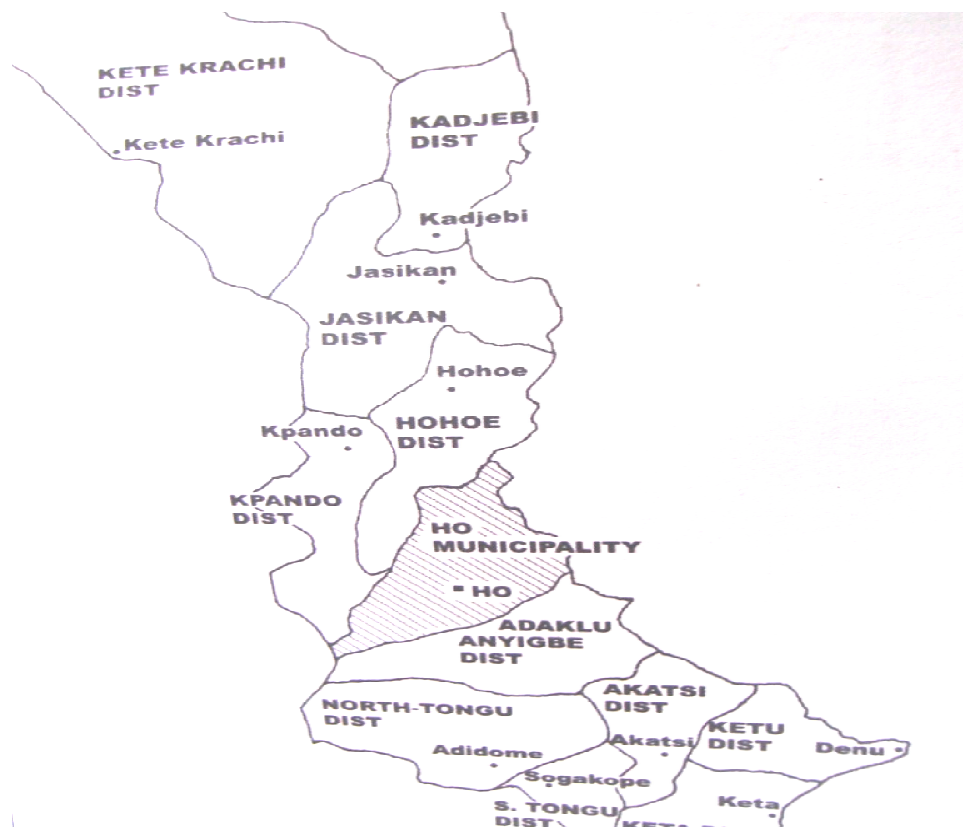 KETE KRACHI
DIST
Kete Krachi
KADJEBI
DIST
Kadjebi
Jasikan
JASIKAN
DIST
Hohoe
HOHOE
DIST
Kpando
KPANDO
DIST
HO
MUNICIPALITY
HO
ADAKLU
ANYIGBE
DIST
NORTH-TONGU
DIST
Adidome
AKATSI
DIST
Akatsi
KETU
DIST
Denu
Sogakope
S. TONGU
DIST
Keta